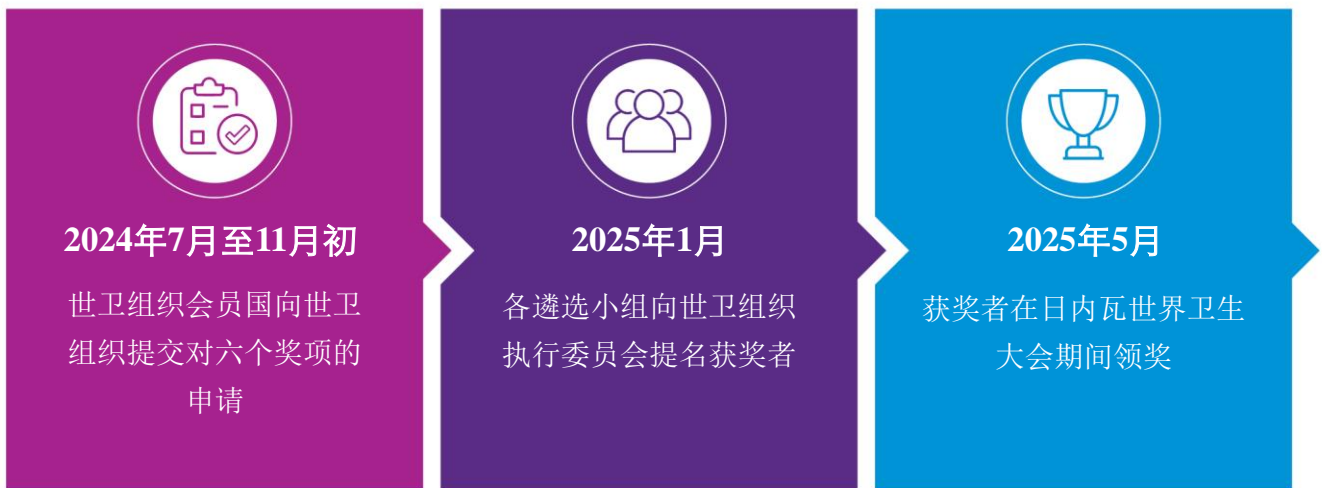 2024年7月至11月初
世卫组织会员国向世卫
组织提交对六个奖项的
申请
2025年1月
各遴选小组向世卫组织
执行委员会提名获奖者
2025年5月
获奖者在日内瓦世界卫生
大会期间领奖